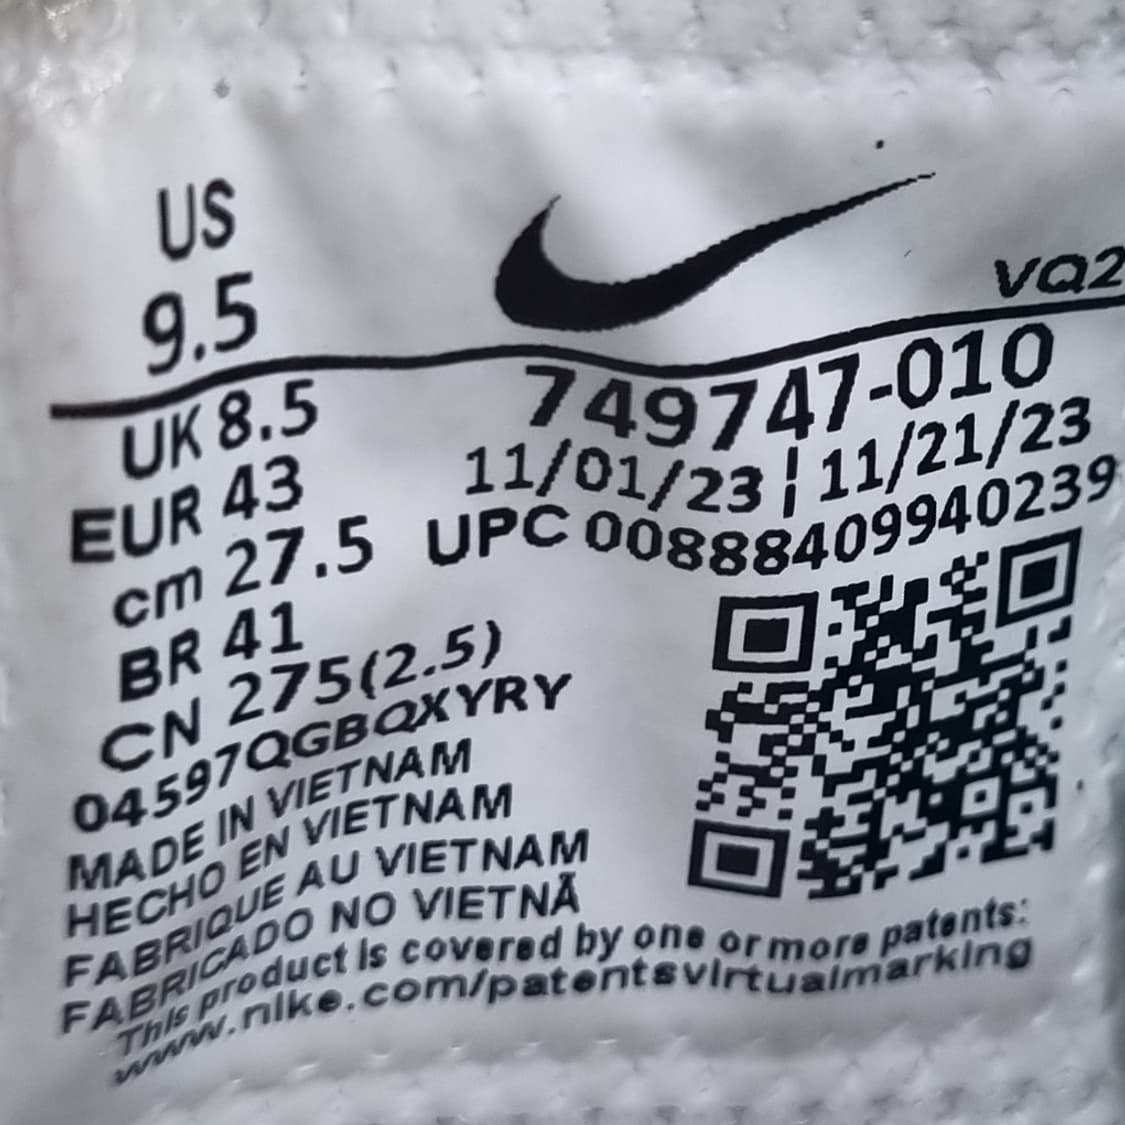 US
9.5
VQ2
UK 8.5
749747-010
EUR 43
11/01/23 ¦ 11/21/23
cm 27.5
UPC 00888409940239
BR 41
CN 275(2.5)
04597QGBQXYRY
MADE IN VIETNAM
HECHO EN VIETNAM
FABRIQUE AU VIETNAM
FABRICADO NO VIETNÃ
This product is covered by one or more patents:
www.nike.com/patentsvirtualmarking